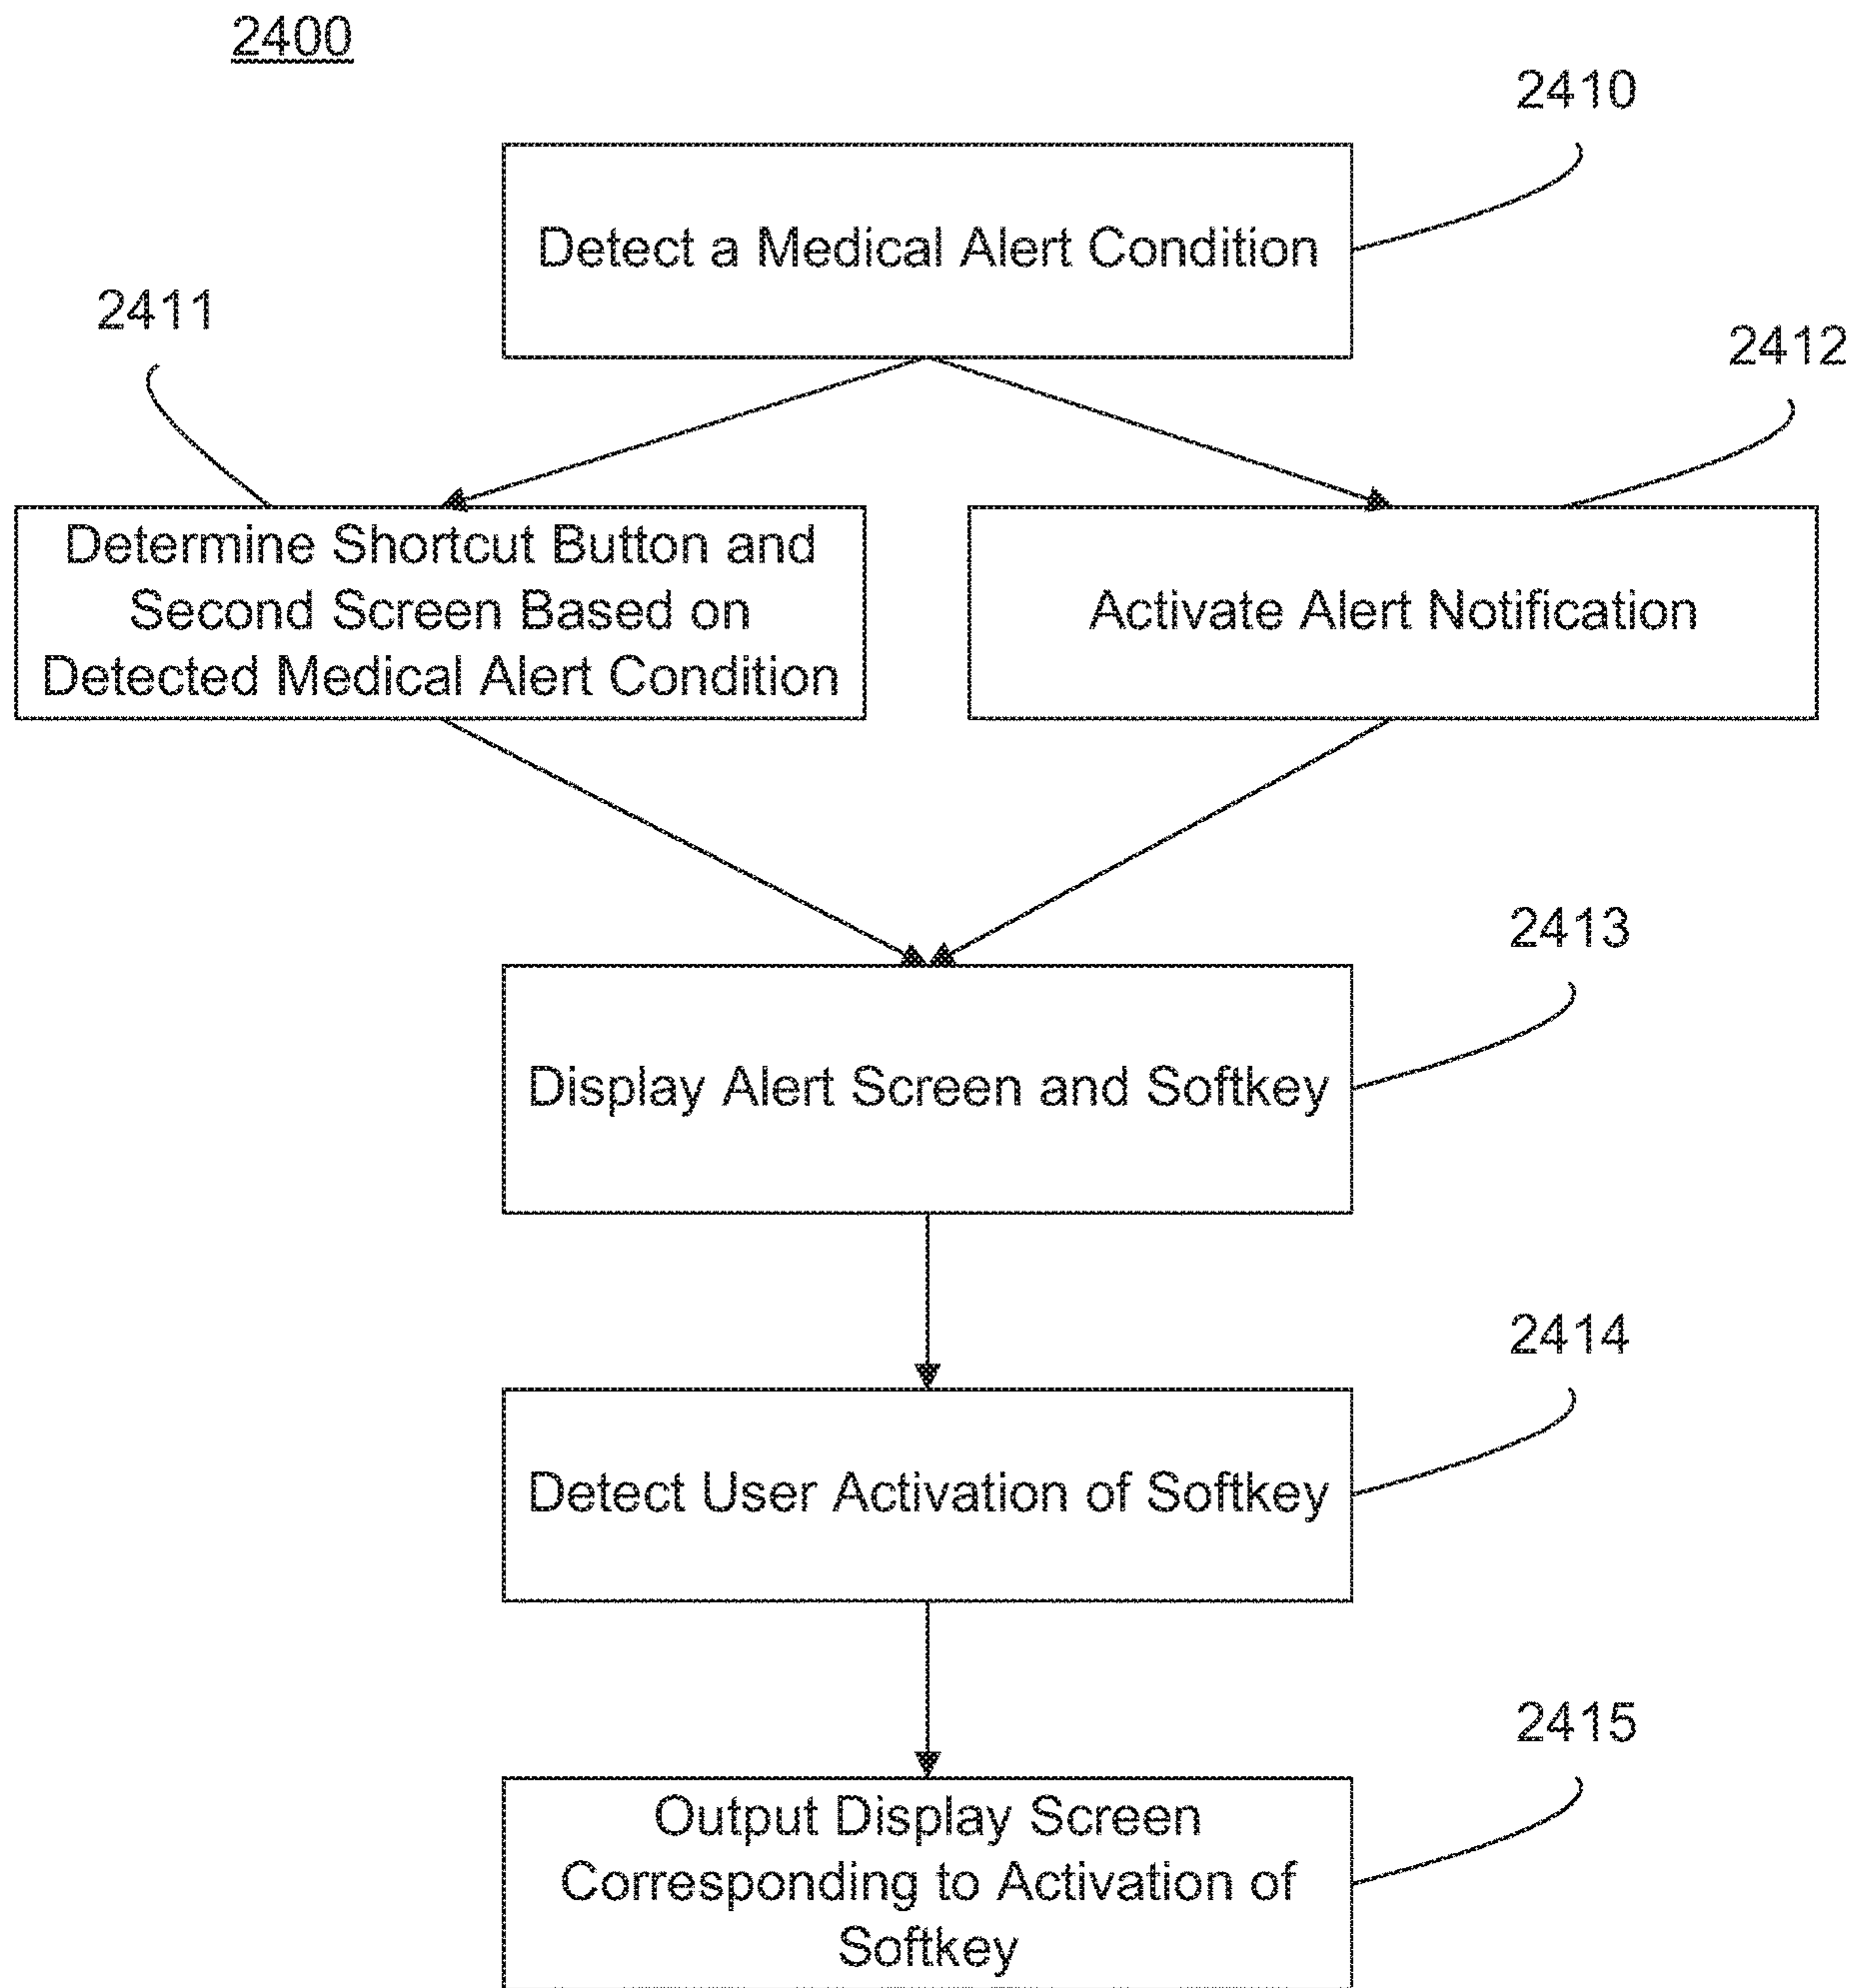 2400
2410
Detect a Medical Alert Condition
2411
2412
Determine Shortcut Button and
Second Screen Based on
Detected Medical Alert Condition
Activate Alert Notification
2413
Display Alert Screen and Softkey
2414
Detect User Activation of Softkey
2415
Output Display Screen
Corresponding to Activation of
Softkey